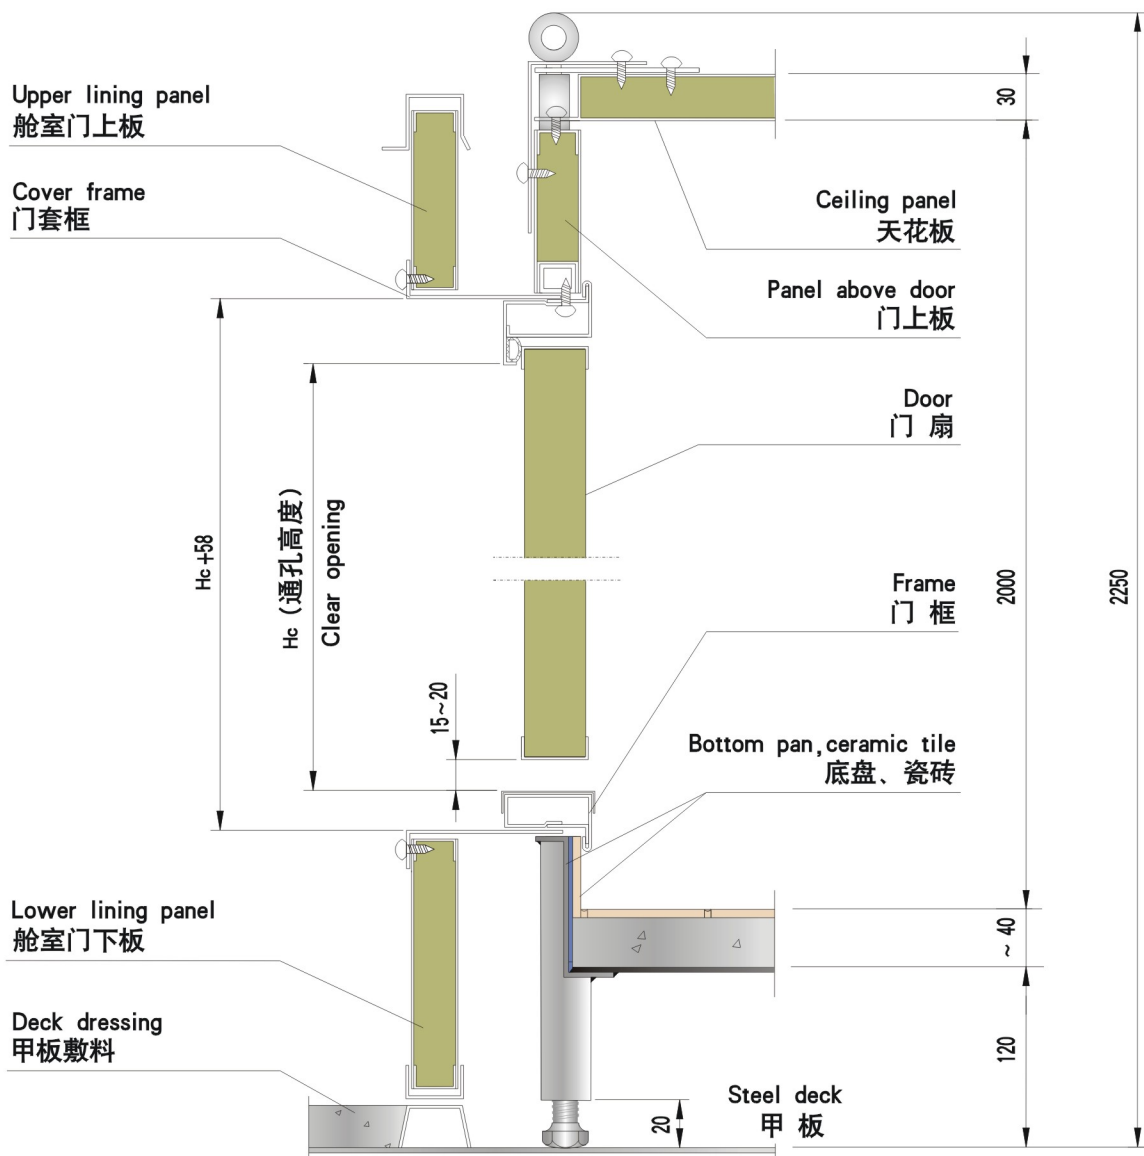 Upper lining panel
舱室门上板
Cover frame
门套框
30
Ceiling panel
天花板
Panel above door
门上板
Door
门 扇
Hc+58
Hc (通孔高度)
Clear opening
2000
2250
Frame
门 框
15~20
Bottom pan, ceramic tile
底盘、瓷砖
Lower lining panel
舱室门下板
~ 40
Deck dressing
甲板敷料
120
20
Steel deck
甲 板